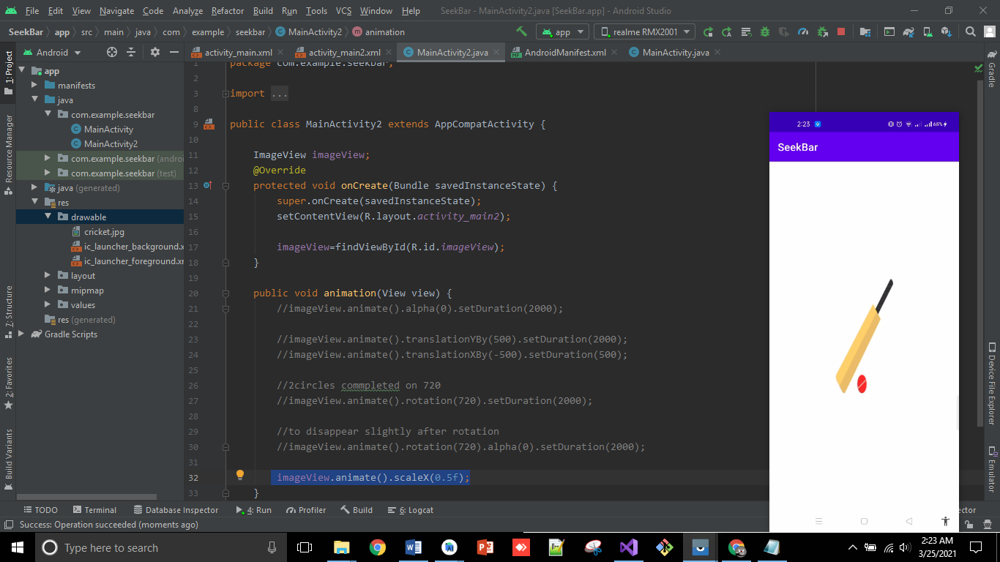 File Edit View Navigate Code Analyze Refactor Build Run Tools VCS Window Help SeekBar - MainActivity2.java [SeekBar.app] - Android Studio
SeekBar app src main java com example seekbar MainActivity2 animation app realme RMX2001
Android activity_main.xml activity_main2.xml MainActivity2.java AndroidManifest.xml MainActivity.java
1: Project
Resource Manager
7: Structure
2: Favorites
Build Variants
app
manifests
java
com.example.seekbar
MainActivity
MainActivity2
com.example.seekbar (androi
com.example.seekbar (test)
java (generated)
res
drawable
cricket.jpg
ic_launcher_background.x
ic_launcher_foreground.xr
layout
mipmap
values
res (generated)
Gradle Scripts
1 package com.example.seekbar;
2
3 import ...
8
9 public class MainActivity2 extends AppCompatActivity {
10
11 ImageView imageView;
12 @Override
13 protected void onCreate(Bundle savedInstanceState) {
14 super.onCreate(savedInstanceState);
15 setContentView(R.layout.activity_main2);
16
17 imageView=findViewById(R.id.imageView);
18 }
19
20 public void animation(View view) {
21 //imageView.animate().alpha(0).setDuration(2000);
22
23 //imageView.animate().translationYBy(500).setDuration(2000);
24 //imageView.animate().translationXBy(-500).setDuration(500);
25
26 //2circles commpleted on 720
27 //imageView.animate().rotation(720).setDuration(2000);
28
29 //to disappear slightly after rotation
30 //imageView.animate().rotation(720).alpha(0).setDuration(2000);
31
32 imageView.animate().scaleX(0.5f);
33 }
2:23 68%
SeekBar
Gradle
Device File Explorer
Emulator
TODO Terminal Database Inspector 4: Run Profiler Build 6: Logcat ector
Success: Operation succeeded (moments ago)
Type here to search
2:23 AM
3/25/2021